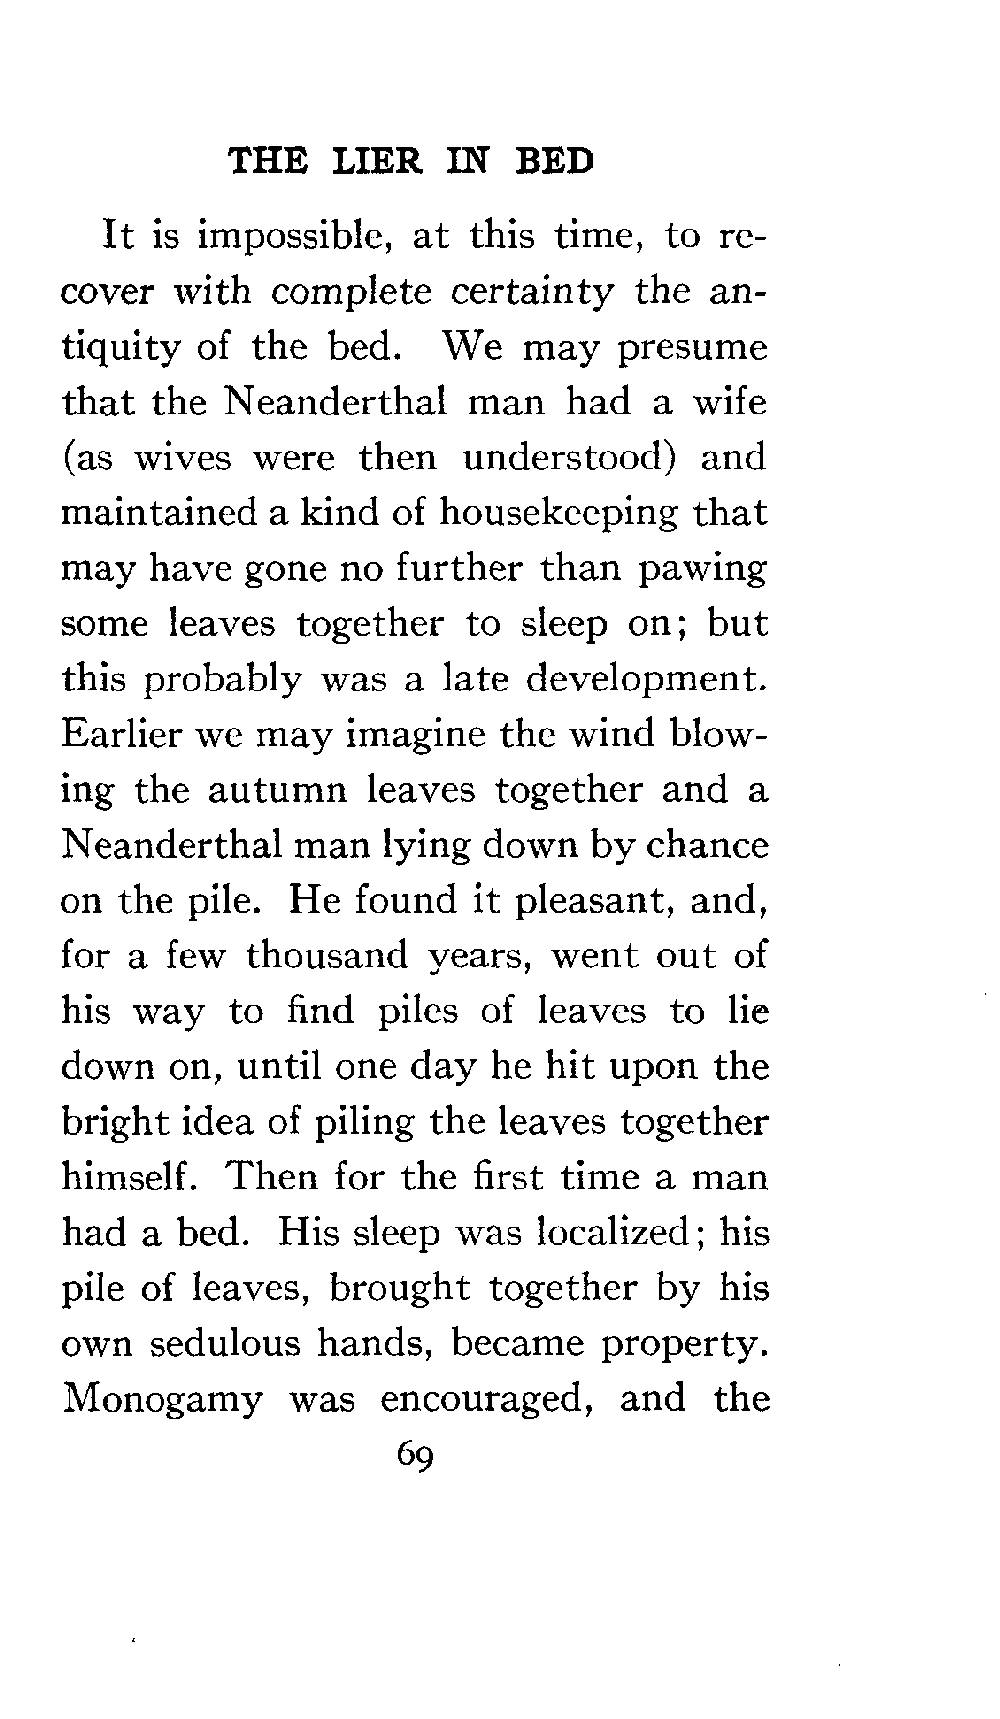 THE LIER IN BED
It is impossible, at this time, to re-
cover with complete certainty the an-
tiquity of the bed. We may presume
that the Neanderthal man had a wife
(as wives were then understood) and
maintained a kind of housekeeping that
may have gone no further than pawing
some leaves together to sleep on; but
this probably was a late development.
Earlier we may imagine the wind blow-
ing the autumn leaves together and a
Neanderthal man lying down by chance
on the pile. He found it pleasant, and,
for a few thousand years, went out of
his way to find piles of leaves to lie
down on, until one day he hit upon the
bright idea of piling the leaves together
himself. Then for the first time a man
had a bed. His sleep was localized; his
pile of leaves, brought together by his
own sedulous hands, became property.
Monogamy was encouraged, and the
69